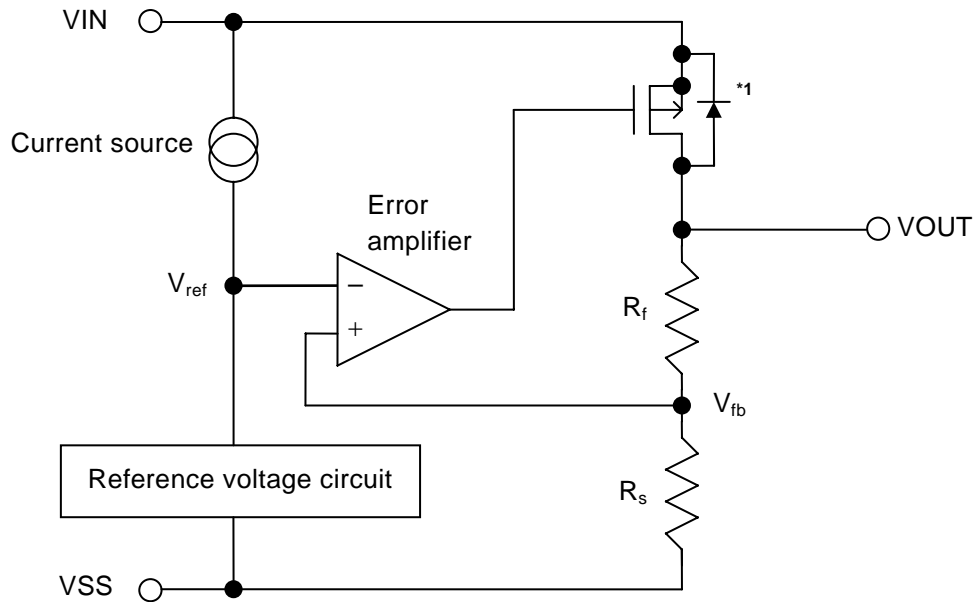 VIN
*1
Current source
Error
amplifier
VOUT
Vref
−
+
Rf
Vfb
Reference voltage circuit
Rs
VSS